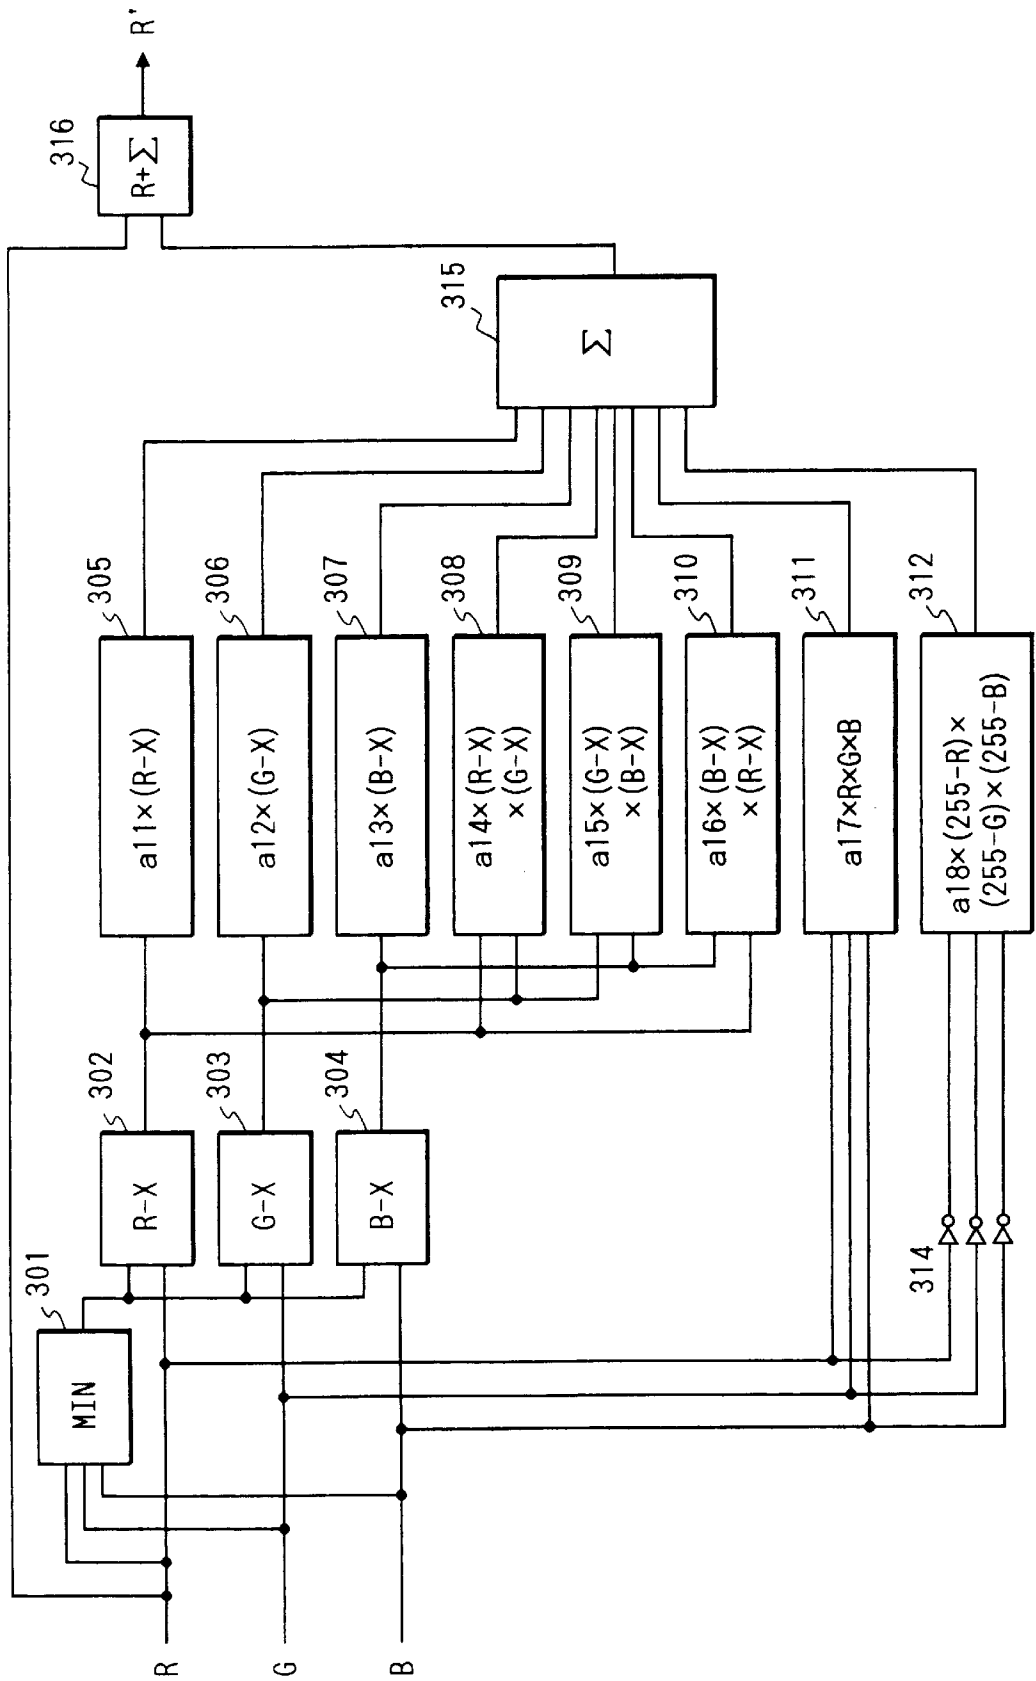 R
G
B
MIN
301
R-X
302
G-X
303
B-X
304
a11×(R-X)
305
a12×(G-X)
306
a13×(B-X)
307
a14×(R-X)
×(G-X)
308
a15×(G-X)
×(B-X)
309
a16×(B-X)
×(R-X)
310
a17×R×G×B
311
a18×(255-R)×
(255-G)×(255-B)
312
314
Σ
315
R+Σ
316
R'